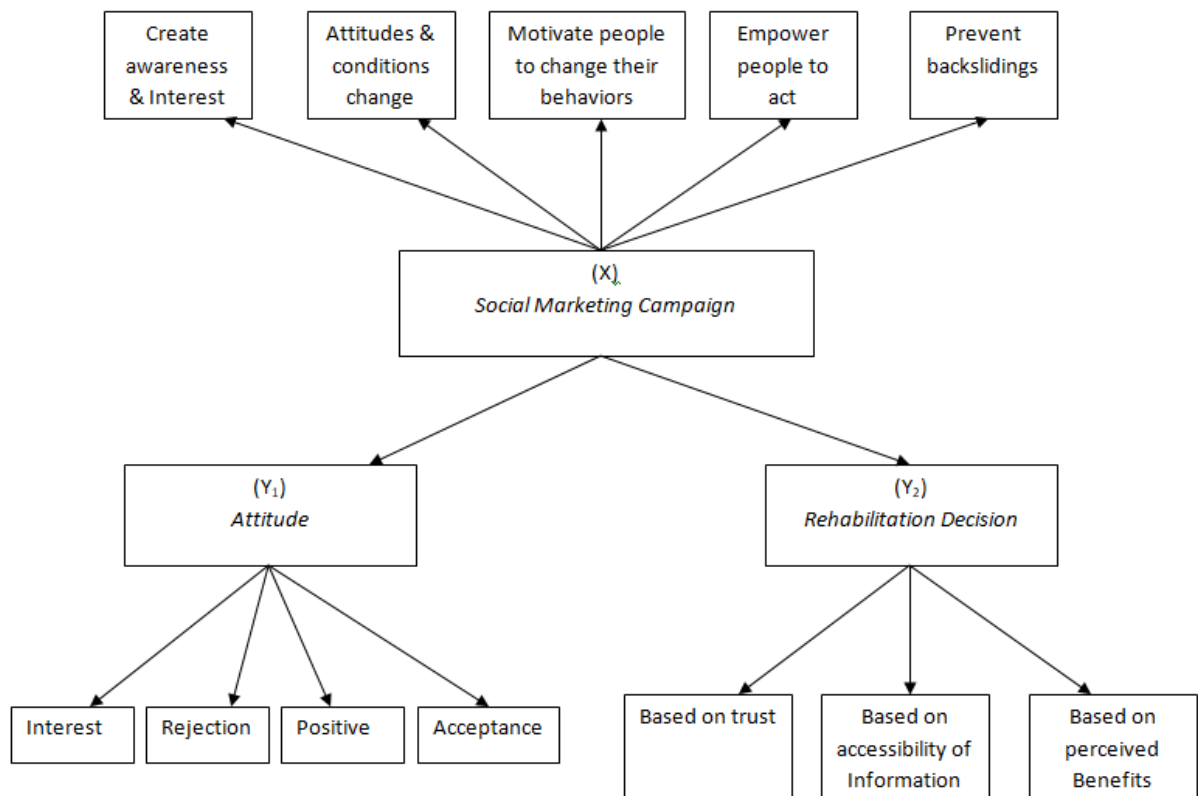 Create
awareness
& Interest
Attitudes &
conditions
change
Motivate people
to change their
behaviors
Empower
people to
act
Prevent
backslidings
(X)
Social Marketing Campaign
(Y₁)
Attitude
(Y₂)
Rehabilitation Decision
Interest
Rejection
Positive
Acceptance
Based on trust
Based on
accessibility of
Information
Based on
perceived
Benefits